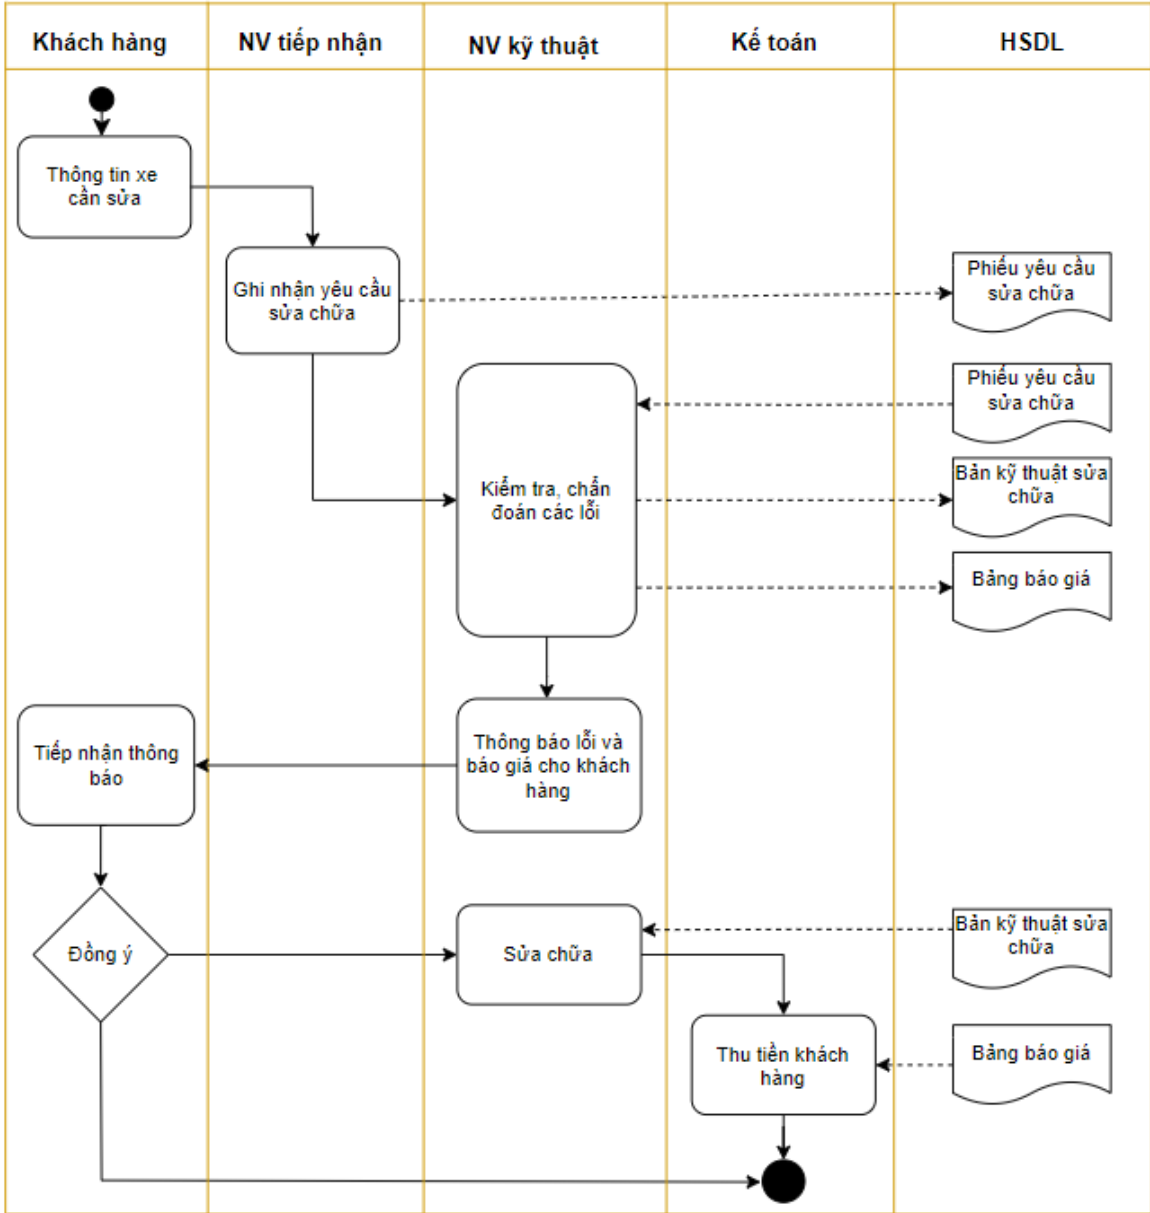 Khách hàng
NV tiếp nhận
NV kỹ thuật
Kế toán
HSDL
Thông tin xe
cần sửa
Ghi nhận yêu cầu
sửa chữa
Phiếu yêu cầu
sửa chữa
Phiếu yêu cầu
sửa chữa
Kiểm tra, chẩn
đoán các lỗi
Bản kỹ thuật sửa
chữa
Bảng báo giá
Tiếp nhận thông
báo
Thông báo lỗi và
báo giá cho khách
hàng
Đồng ý
Sửa chữa
Bản kỹ thuật sửa
chữa
Thu tiền khách
hàng
Bảng báo giá